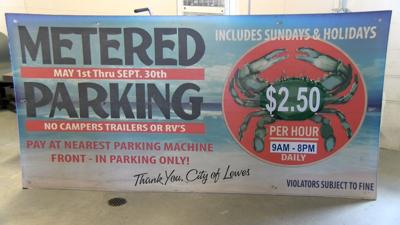 METERED
MAY 1st Thru SEPT. 30th
PARKING
NO CAMPERS TRAILERS OR RV'S
PAY AT NEAREST PARKING MACHINE
FRONT - IN PARKING ONLY!
Thank You, City of Lewes
INCLUDES SUNDAYS & HOLIDAYS
$2.50
PER HOUR
9AM - 8PM
DAILY
VIOLATORS SUBJECT TO FINE